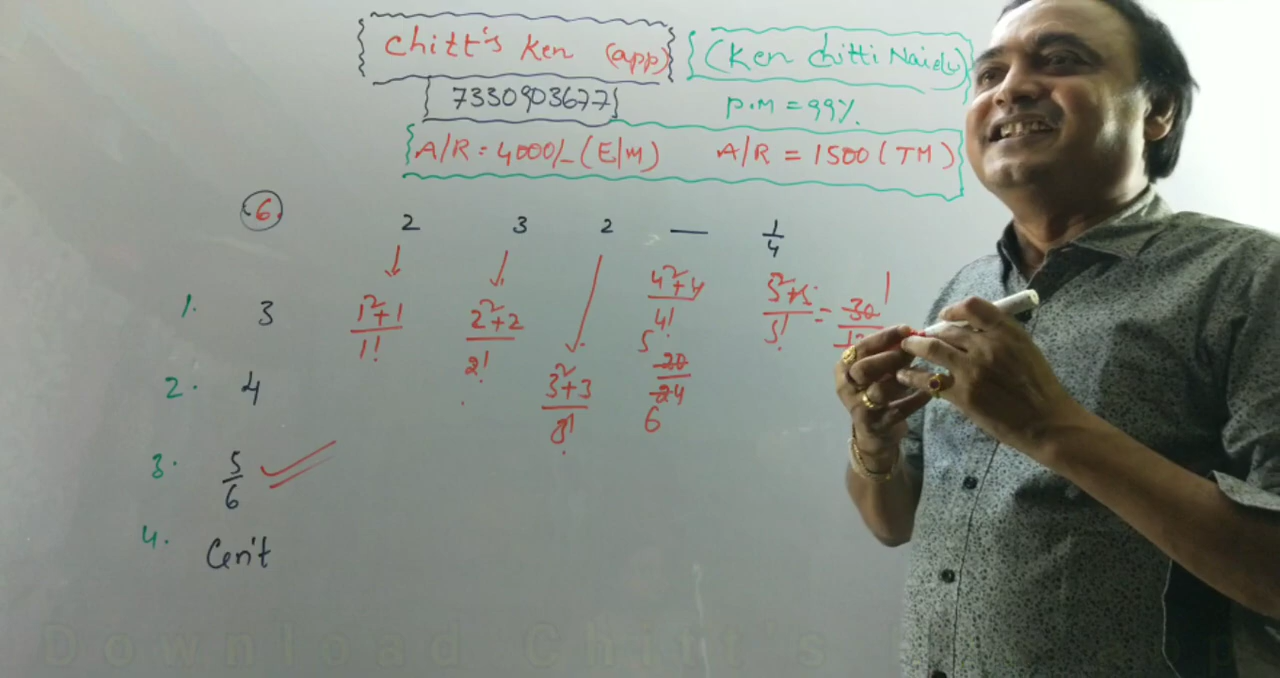 Chitt's Ken (app) (Ken Chitti Naidu)
7330903677 P.M = 99%
A/R = 4000/- (E/M) A/R = 1500 (TM)
6 2 3 2 — 1/4
1. 3 (1²+1)/1! (2²+2)/2! (3²+3)/3! (4²+4)/4! (5²+5)/5! = 30 1
2. 4 5 20/24 6
3. 5/6
4. Can't
Download Chitt's